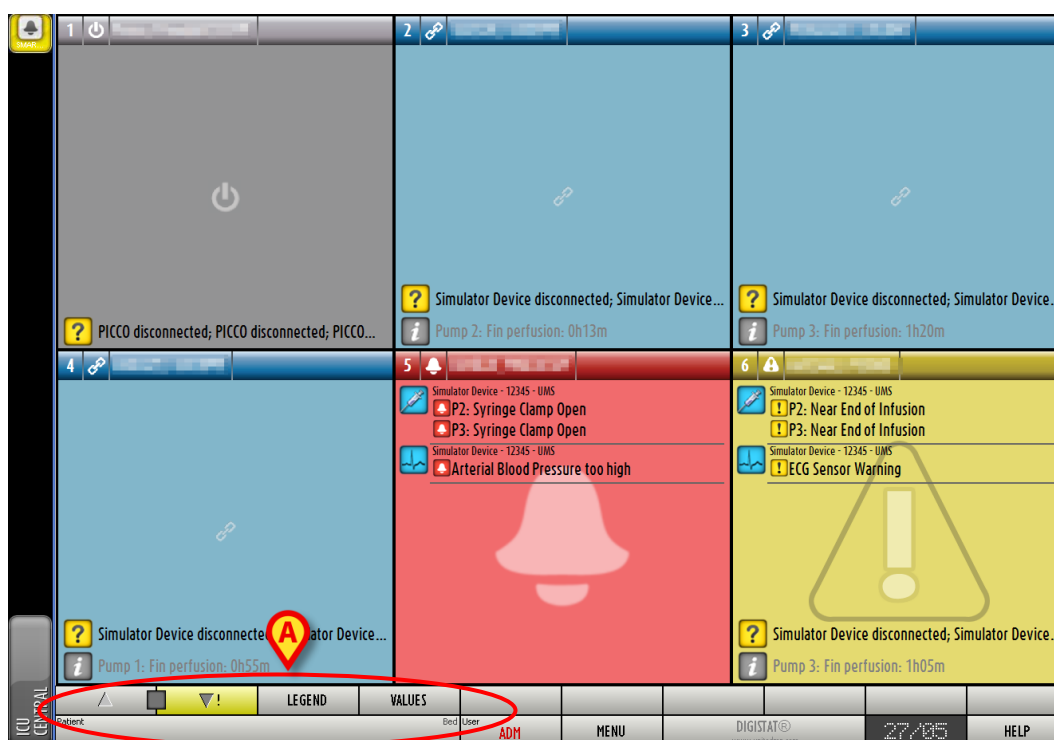 SMAR...
1
2
3
PICCO disconnected; PICCO disconnected; PICCO...
Simulator Device disconnected; Simulator Device...
Pump 2: Fin perfusion: 0h13m
Simulator Device disconnected; Simulator Device.
Pump 3: Fin perfusion: 1h20m
4
5
6
Simulator Device - 12345 - UMS
P2: Syringe Clamp Open
P3: Syringe Clamp Open
Simulator Device - 12345 - UMS
Arterial Blood Pressure too high
Simulator Device - 12345 - UMS
P2: Near End of Infusion
P3: Near End of Infusion
Simulator Device - 12345 - UMS
ECG Sensor Warning
Simulator Device disconnecte ator Device...
Pump 1: Fin perfusion: 0h55m
Simulator Device disconnected; Simulator Device.
Pump 3: Fin perfusion: 1h05m
A
ICU CENTRAL
! LEGEND VALUES
Patient Bed User
ADM MENU DIGISTAT® 27/05 HELP